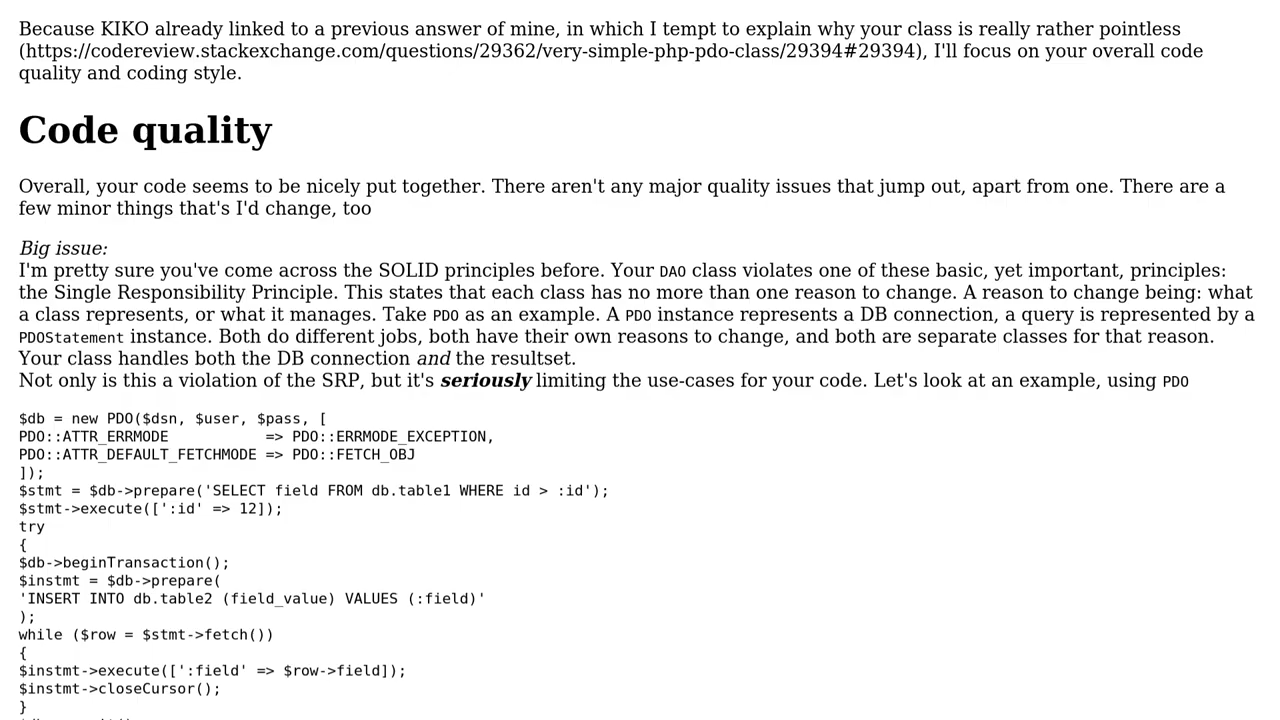 Because KIKO already linked to a previous answer of mine, in which I tempt to explain why your class is really rather pointless
(https://codereview.stackexchange.com/questions/29362/very-simple-php-pdo-class/29394#29394), I'll focus on your overall code
quality and coding style.
Code quality
Overall, your code seems to be nicely put together. There aren't any major quality issues that jump out, apart from one. There are a
few minor things that's I'd change, too
Big issue:
I'm pretty sure you've come across the SOLID principles before. Your DAO class violates one of these basic, yet important, principles:
the Single Responsibility Principle. This states that each class has no more than one reason to change. A reason to change being: what
a class represents, or what it manages. Take PDO as an example. A PDO instance represents a DB connection, a query is represented by a
PDOStatement instance. Both do different jobs, both have their own reasons to change, and both are separate classes for that reason.
Your class handles both the DB connection and the resultset.
Not only is this a violation of the SRP, but it's seriously limiting the use-cases for your code. Let's look at an example, using PDO
$db = new PDO($dsn, $user, $pass, [
PDO::ATTR_ERRMODE           => PDO::ERRMODE_EXCEPTION,
PDO::ATTR_DEFAULT_FETCHMODE => PDO::FETCH_OBJ
]);
$stmt = $db->prepare('SELECT field FROM db.table1 WHERE id > :id');
$stmt->execute([':id' => 12]);
try
{
$db->beginTransaction();
$instmt = $db->prepare(
'INSERT INTO db.table2 (field_value) VALUES (:field)'
);
while ($row = $stmt->fetch())
{
$instmt->execute([':field' => $row->field]);
$instmt->closeCursor();
}